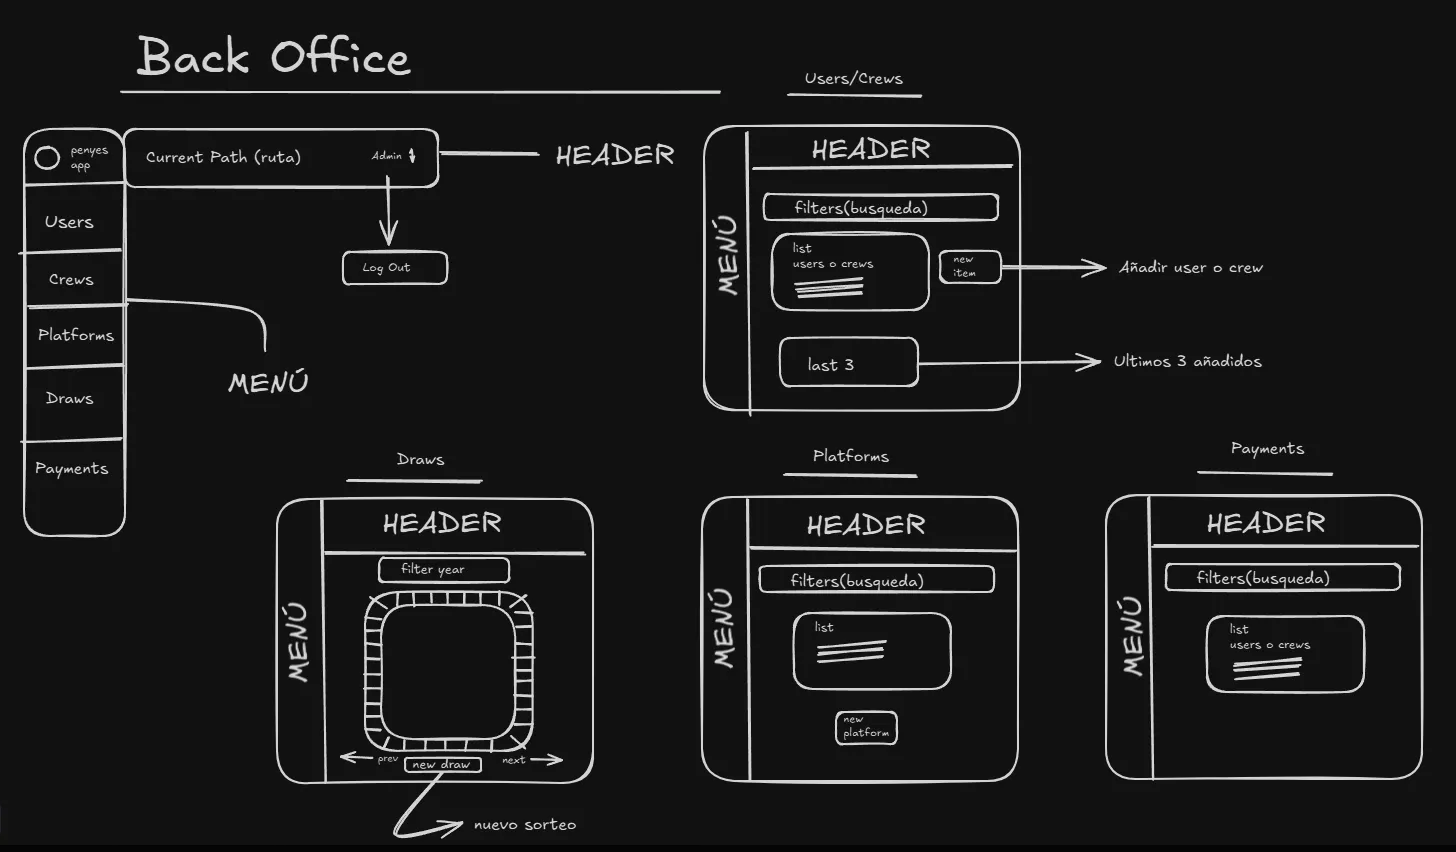 Back Office
penyes
app
Current Path (ruta)
Admin
HEADER
Log Out
Users
Crews
Platforms
Draws
Payments
MENÚ
Users/Crews
HEADER
MENÚ
filters(busqueda)
list
users o crews
new
item
Añadir user o crew
last 3
Ultimos 3 añadidos
Draws
HEADER
MENÚ
filter year
prev
new draw
next
nuevo sorteo
Platforms
HEADER
MENÚ
filters(busqueda)
list
new
platform
Payments
HEADER
MENÚ
filters(busqueda)
list
users o crews